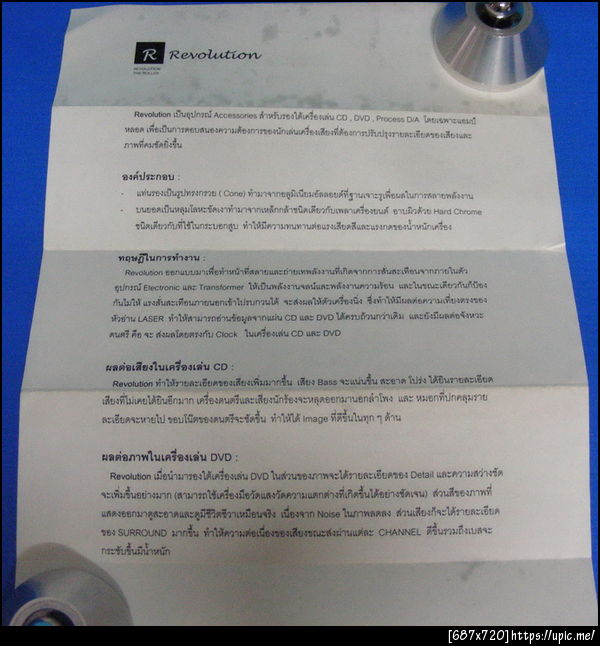 R Revolution
REVOLUTION
THE ROLLER
Revolution เป็นอุปกรณ์ Accessories สำหรับรองใต้เครื่องเล่น CD , DVD , Process D/A โดยเฉพาะแอมป์
หลอด เพื่อเป็นการตอบสนองความต้องการของนักเล่นเครื่องเสียงที่ต้องการปรับปรุงรายละเอียดของเสียงและ
ภาพที่คมชัดยิ่งขึ้น
องค์ประกอบ :
- แท่นรองเป็นรูปทรงกรวย ( Cone) ทำมาจากอลูมิเนียมอัลลอยด์ที่ฐานเจาะรูเพื่อผลในการสลายพลังงาน
- บนยอดเป็นหลุมโลหะขัดเงาทำมาจากเหล็กกล้าชนิดเดียวกับเพลาเครื่องยนต์ อาบผิวด้วย Hard Chrome
ชนิดเดียวกับที่ใช้ในกระบอกสูบ ทำให้มีความทนทานต่อแรงเสียดสีและแรงกดของน้ำหนักเครื่อง
ทฤษฎีในการทำงาน :
Revolution ออกแบบมาเพื่อทำหน้าที่สลายและถ่ายเทพลังงานที่เกิดจากการสั่นสะเทือนจากภายในตัว
อุปกรณ์ Electronic และ Transformer ให้เป็นพลังงานจลน์และพลังงานความร้อน และในขณะเดียวกันก็ป้อง
กันไม่ให้ แรงสั่นสะเทือนภายนอกเข้าไปรบกวนได้ จะส่งผลให้ตัวเครื่องนิ่ง ซึ่งทำให้มีผลต่อความเที่ยงตรงของ
หัวอ่าน LASER ทำให้สามารถอ่านข้อมูลจากแผ่น CD และ DVD ได้ครบถ้วนกว่าเดิม และยังมีผลต่อจังหวะ
ดนตรี คือ จะ ส่งผลโดยตรงกับ Clock ในเครื่องเล่น CD และ DVD
ผลต่อเสียงในเครื่องเล่น CD :
Revolution ทำให้รายละเอียดของเสียงเพิ่มมากขึ้น เสียง Bass จะแน่นขึ้น สะอาด โปร่ง ได้ยินรายละเอียด
เสียงที่ไม่เคยได้ยินอีกมาก เครื่องดนตรีและเสียงนักร้องจะหลุดออกมานอกลำโพง และ หมอกที่ปกคลุมราย
ละเอียดจะหายไป ขอบโน๊ตของดนตรีจะชัดขึ้น ทำให้ได้ Image ที่ดีขึ้นในทุก ๆ ด้าน
ผลต่อภาพในเครื่องเล่น DVD :
Revolution เมื่อนำมารองใต้เครื่องเล่น DVD ในส่วนของภาพจะได้รายละเอียดของ Detail และความสว่างชัด
จะเพิ่มขึ้นอย่างมาก (สามารถใช้เครื่องมือวัดแสงวัดความแตกต่างที่เกิดขึ้นได้อย่างชัดเจน) ส่วนสีของภาพที่
แสดงออกมาดูสะอาดและดูมีชีวิตชีวาเหมือนจริง เนื่องจาก Noise ในภาพลดลง ส่วนเสียงก็จะได้รายละเอียด
ของ SURROUND มากขึ้น ทำให้ความต่อเนื่องของเสียงขณะส่งผ่านแต่ละ CHANNEL ดีขึ้นรวมถึงเบสจะ
กระชับขึ้นมีน้ำหนัก
[687x720] https://upic.me/